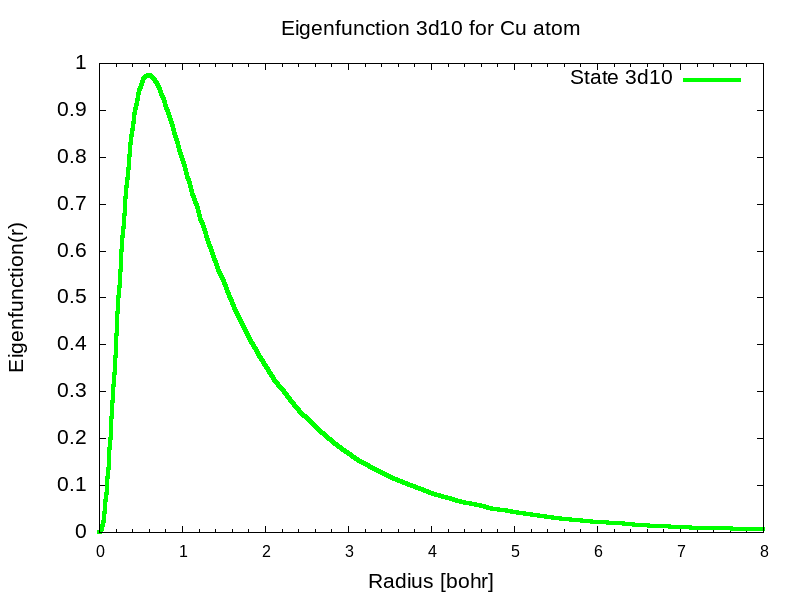 Eigenfunction 3d10 for Cu atom
State 3d10
1
0.9
0.8
0.7
0.6
0.5
0.4
0.3
0.2
0.1
0
Eigenfunction(r)
0 1 2 3 4 5 6 7 8
Radius [bohr]